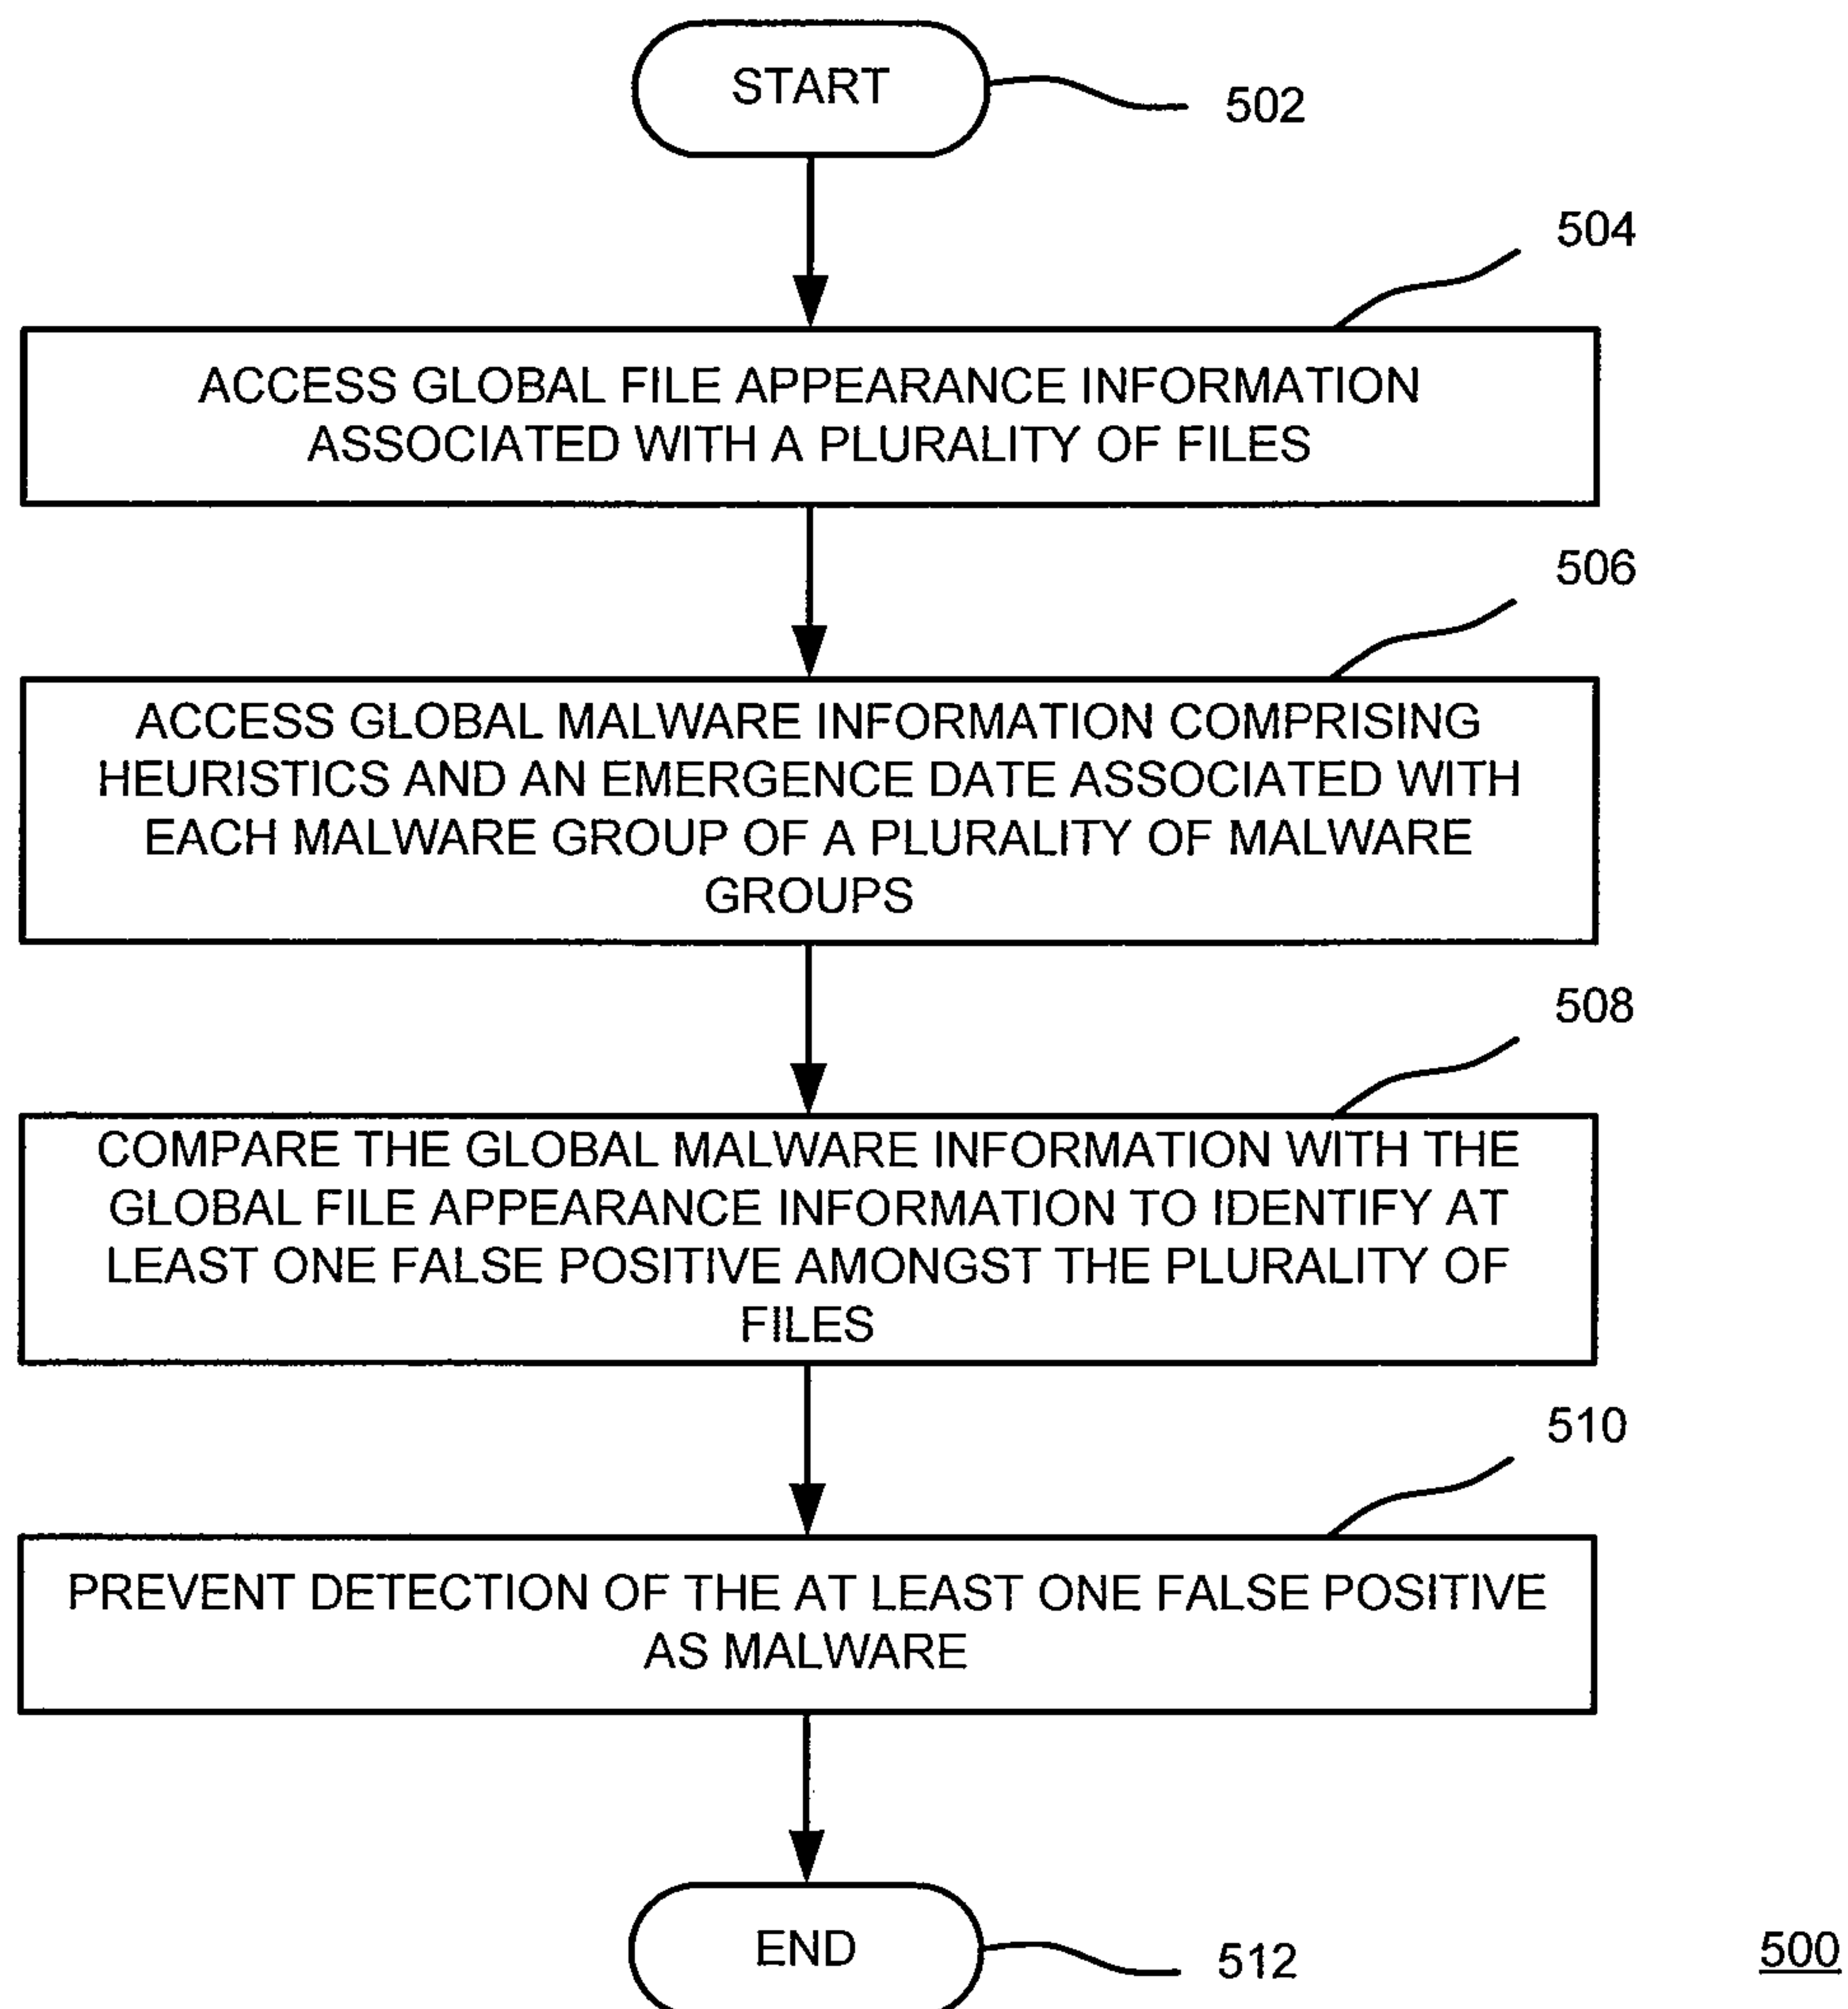 START
502
504
ACCESS GLOBAL FILE APPEARANCE INFORMATION
ASSOCIATED WITH A PLURALITY OF FILES
506
ACCESS GLOBAL MALWARE INFORMATION COMPRISING
HEURISTICS AND AN EMERGENCE DATE ASSOCIATED WITH
EACH MALWARE GROUP OF A PLURALITY OF MALWARE
GROUPS
508
COMPARE THE GLOBAL MALWARE INFORMATION WITH THE
GLOBAL FILE APPEARANCE INFORMATION TO IDENTIFY AT
LEAST ONE FALSE POSITIVE AMONGST THE PLURALITY OF
FILES
510
PREVENT DETECTION OF THE AT LEAST ONE FALSE POSITIVE
AS MALWARE
END
512
500